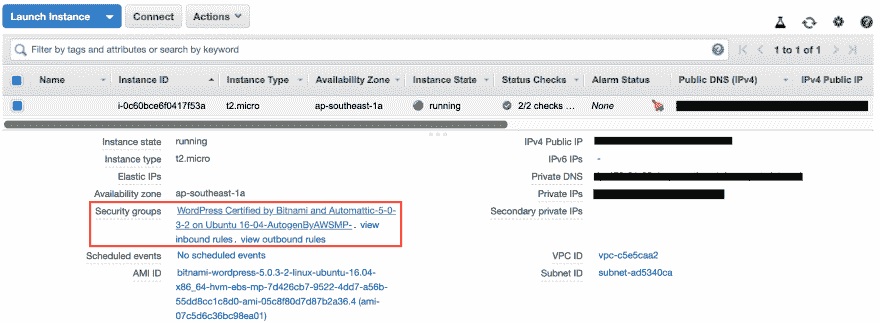 Launch Instance Connect Actions
Filter by tags and attributes or search by keyword 1 to 1 of 1
Name Instance ID Instance Type Availability Zone Instance State Status Checks Alarm Status Public DNS (IPv4) IPv4 Public IP
i-0c60bce6f0417f53a t2.micro ap-southeast-1a running 2/2 checks ... None
Instance state running IPv4 Public IP
Instance type t2.micro IPv6 IPs -
Elastic IPs Private DNS
Availability zone ap-southeast-1a Private IPs
Security groups WordPress Certified by Bitnami and Automattic-5-0- Secondary private IPs
3-2 on Ubuntu 16-04-AutogenByAWSMP-. view
inbound rules. view outbound rules
Scheduled events No scheduled events VPC ID vpc-c5e5caa2
AMI ID bitnami-wordpress-5.0.3-2-linux-ubuntu-16.04- Subnet ID subnet-ad5340ca
x86_64-hvm-ebs-mp-7d426cb7-9522-4dd7-a56b-
55dd8cc1c8d0-ami-05c8f80d7d87b2a36.4 (ami-
07c5d6c36bc98ea01)